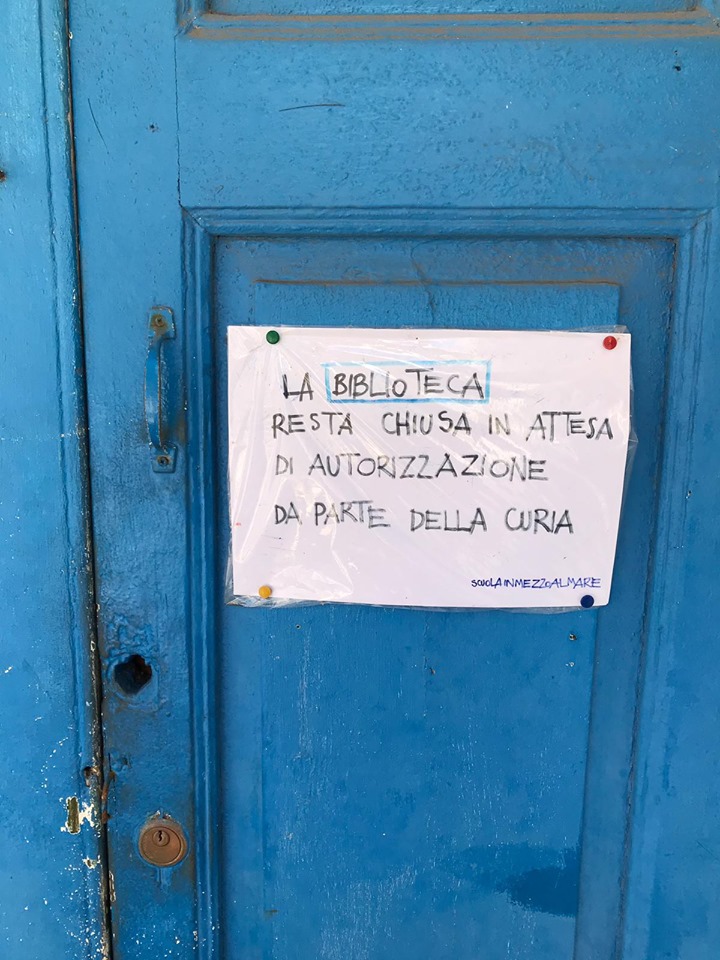 LA BIBLIOTECA
RESTA CHIUSA IN ATTESA
DI AUTORIZZAZIONE
DA PARTE DELLA CURIA
SCUOLAINMEZZOALMARE